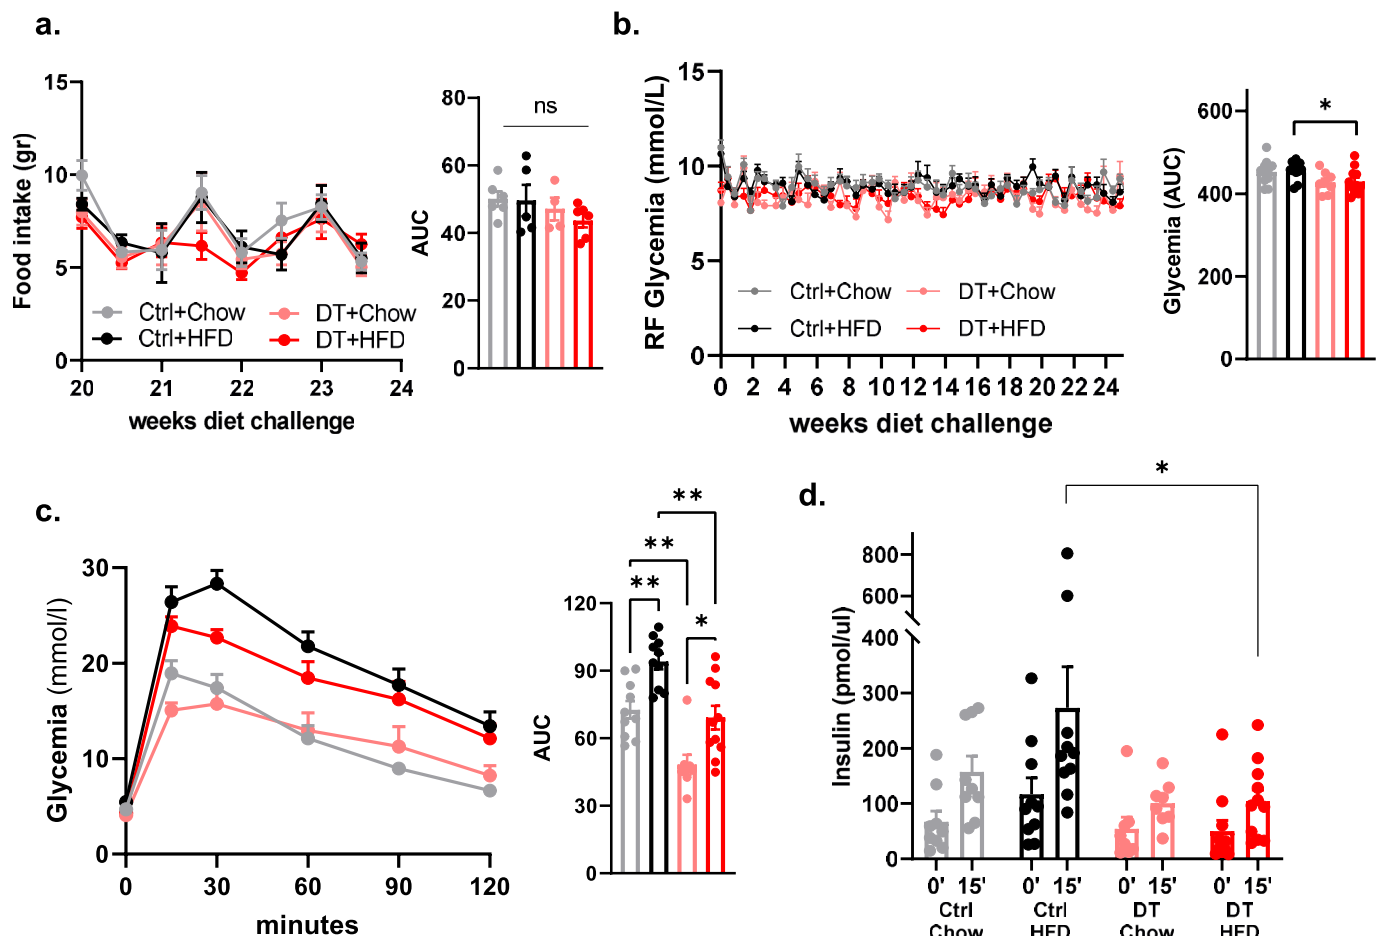 a.
15
10
5
0
Food intake (gr)
20
21
22
23
24
weeks diet challenge
Ctrl+Chow
DT+Chow
Ctrl+HFD
DT+HFD
80
60
40
20
0
AUC
ns
b.
15
10
5
0
RF Glycemia (mmol/L)
0 2 4 6 8 10 12 14 16 18 20 22 24
weeks diet challenge
Ctrl+Chow
DT+Chow
Ctrl+HFD
DT+HFD
600
400
200
0
Glycemia (AUC)
*
c.
30
20
10
0
Glycemia (mmol/l)
0 30 60 90 120
minutes
120
90
60
30
0
AUC
**
**
**
*
d.
*
800
600
400
300
200
100
0
Insulin (pmol/ul)
0' 15' 0' 15' 0' 15' 0' 15'
Ctrl Ctrl DT DT
Chow HFD Chow HFD